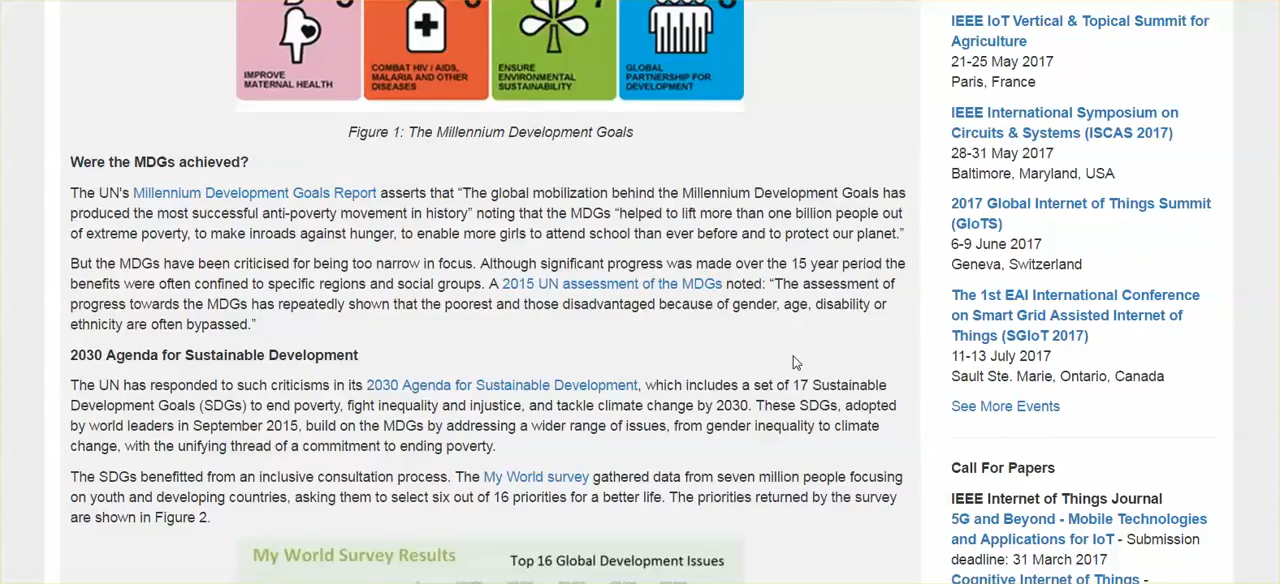 IMPROVE
MATERNAL HEALTH
COMBAT HIV / AIDS,
MALARIA AND OTHER
DISEASES
ENSURE
ENVIRONMENTAL
SUSTAINABILITY
GLOBAL
PARTNERSHIP FOR
DEVELOPMENT
Figure 1: The Millennium Development Goals
Were the MDGs achieved?
The UN's Millennium Development Goals Report asserts that “The global mobilization behind the Millennium Development Goals has
produced the most successful anti-poverty movement in history” noting that the MDGs “helped to lift more than one billion people out
of extreme poverty, to make inroads against hunger, to enable more girls to attend school than ever before and to protect our planet.”
But the MDGs have been criticised for being too narrow in focus. Although significant progress was made over the 15 year period the
benefits were often confined to specific regions and social groups. A 2015 UN assessment of the MDGs noted: “The assessment of
progress towards the MDGs has repeatedly shown that the poorest and those disadvantaged because of gender, age, disability or
ethnicity are often bypassed.”
2030 Agenda for Sustainable Development
The UN has responded to such criticisms in its 2030 Agenda for Sustainable Development, which includes a set of 17 Sustainable
Development Goals (SDGs) to end poverty, fight inequality and injustice, and tackle climate change by 2030. These SDGs, adopted
by world leaders in September 2015, build on the MDGs by addressing a wider range of issues, from gender inequality to climate
change, with the unifying thread of a commitment to ending poverty.
The SDGs benefitted from an inclusive consultation process. The My World survey gathered data from seven million people focusing
on youth and developing countries, asking them to select six out of 16 priorities for a better life. The priorities returned by the survey
are shown in Figure 2.
My World Survey Results
Top 16 Global Development Issues
IEEE IoT Vertical & Topical Summit for
Agriculture
21-25 May 2017
Paris, France
IEEE International Symposium on
Circuits & Systems (ISCAS 2017)
28-31 May 2017
Baltimore, Maryland, USA
2017 Global Internet of Things Summit
(GIoTS)
6-9 June 2017
Geneva, Switzerland
The 1st EAI International Conference
on Smart Grid Assisted Internet of
Things (SGIoT 2017)
11-13 July 2017
Sault Ste. Marie, Ontario, Canada
See More Events
Call For Papers
IEEE Internet of Things Journal
5G and Beyond - Mobile Technologies
and Applications for IoT - Submission
deadline: 31 March 2017
Cognitive Internet of Things -